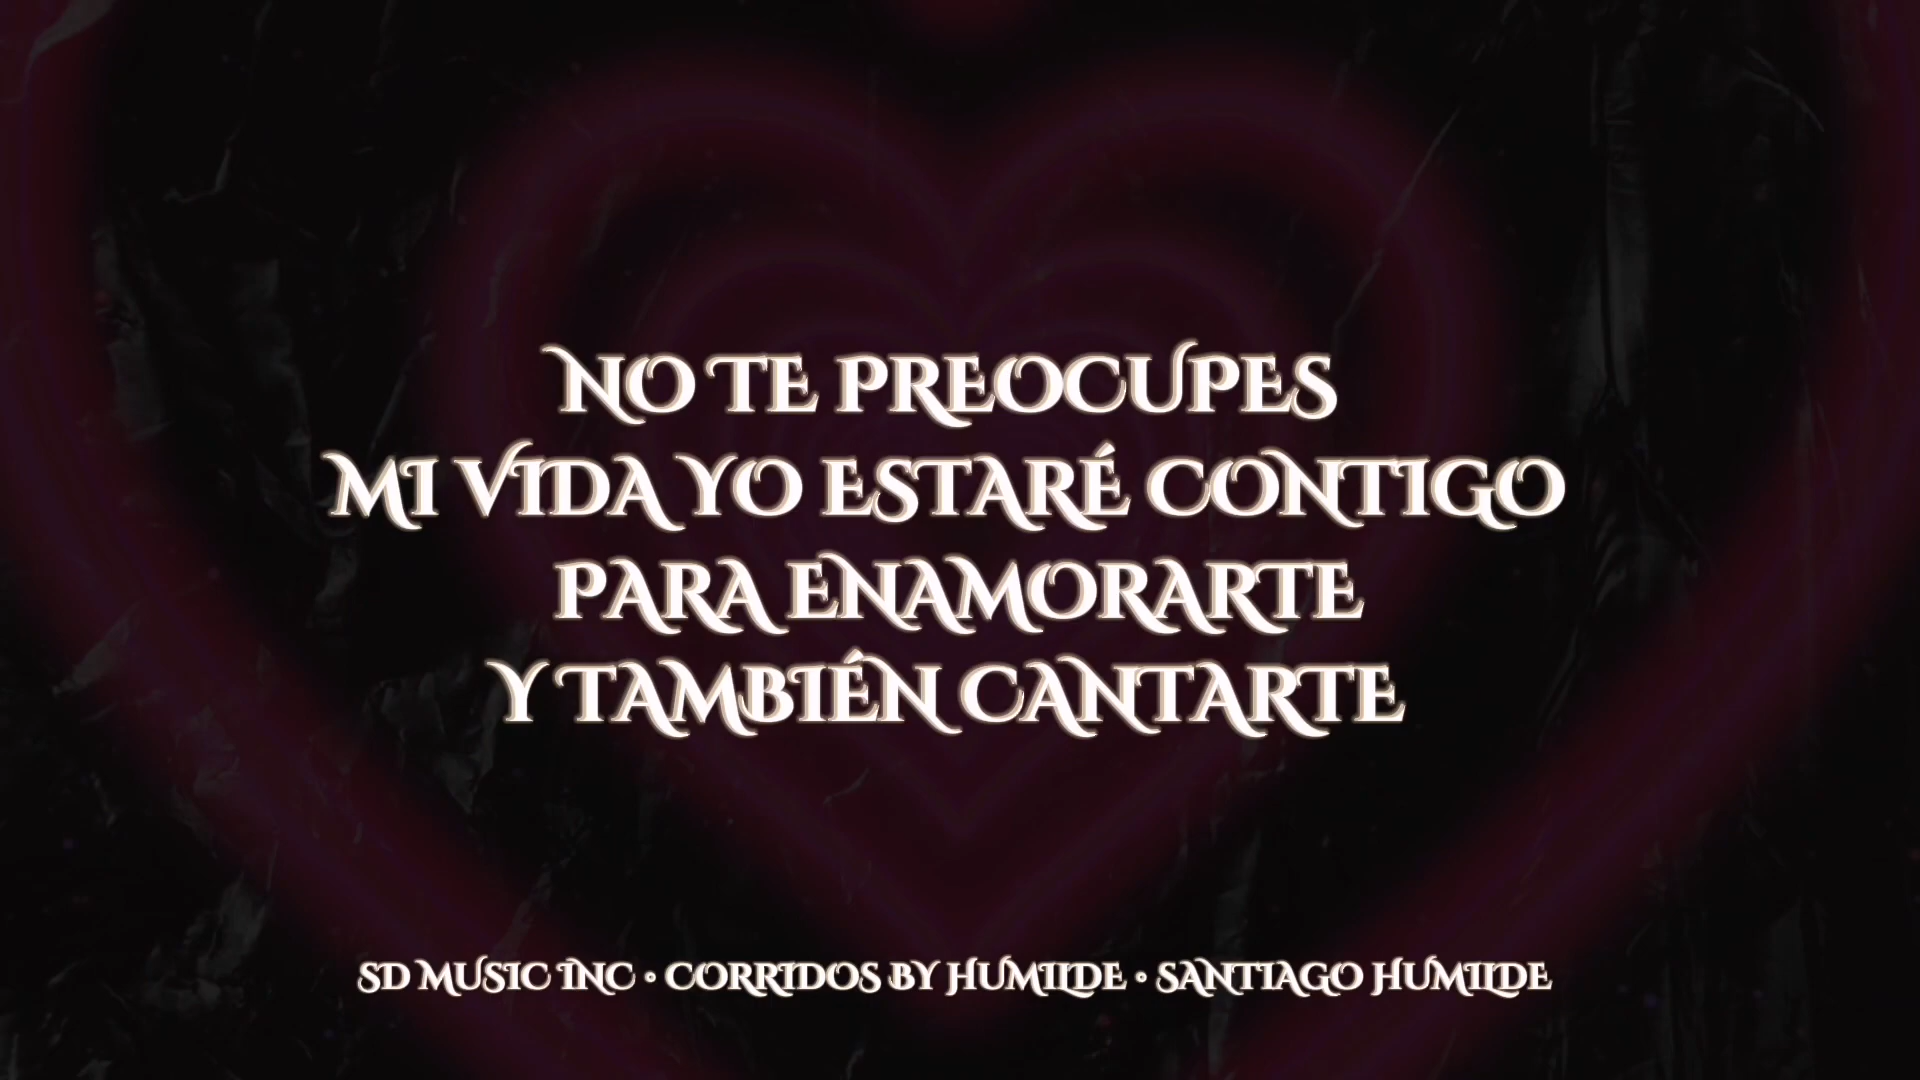 NO TE PREOCUPES
MI VIDA YO ESTARÉ CONTIGO
PARA ENAMORARTE
Y TAMBIÉN CANTARTE
SD MUSIC INC • CORRIDOS BY HUMILDE • SANTIAGO HUMILDE